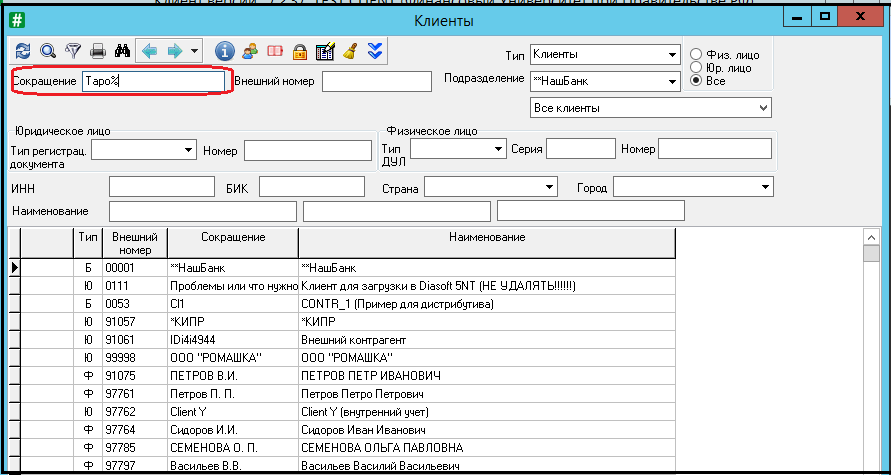 Клиенты
Тип Клиенты Физ. лицо
Юр. лицо
Сокращение Таро% Внешний номер Подразделение **НашБанк Все
Все клиенты
Юридическое лицо Физическое лицо
Тип регистрац. документа Номер Тип ДУЛ Серия Номер
ИНН БИК Страна Город
Наименование
Тип Внешний номер Сокращение Наименование
Б 00001 **НашБанк **НашБанк
Ю 0111 Проблемы или что нужно Клиент для загрузки в Diasoft 5NT (НЕ УДАЛЯТЬ!!!!!!)
Б 0053 Cl1 CONTR_1 (Пример для дистрибутива)
Ю 91057 *КИПР *КИПР
Ю 91061 IDi4i4944 Внешний контрагент
Ю 99998 ООО "РОМАШКА" ООО "РОМАШКА"
Ф 91075 ПЕТРОВ В.И. ПЕТРОВ ПЕТР ИВАНОВИЧ
Ф 97761 Петров П. П. Петров Петро Петрович
Ю 97762 Client Y Client Y (внутренний учет)
Ф 97764 Сидоров И.И. Сидоров Иван Иванович
Ф 97785 СЕМЕНОВА О. П. СЕМЕНОВА ОЛЬГА ПАВЛОВНА
Ф 97797 Васильев В.В. Васильев Василий Васильевич